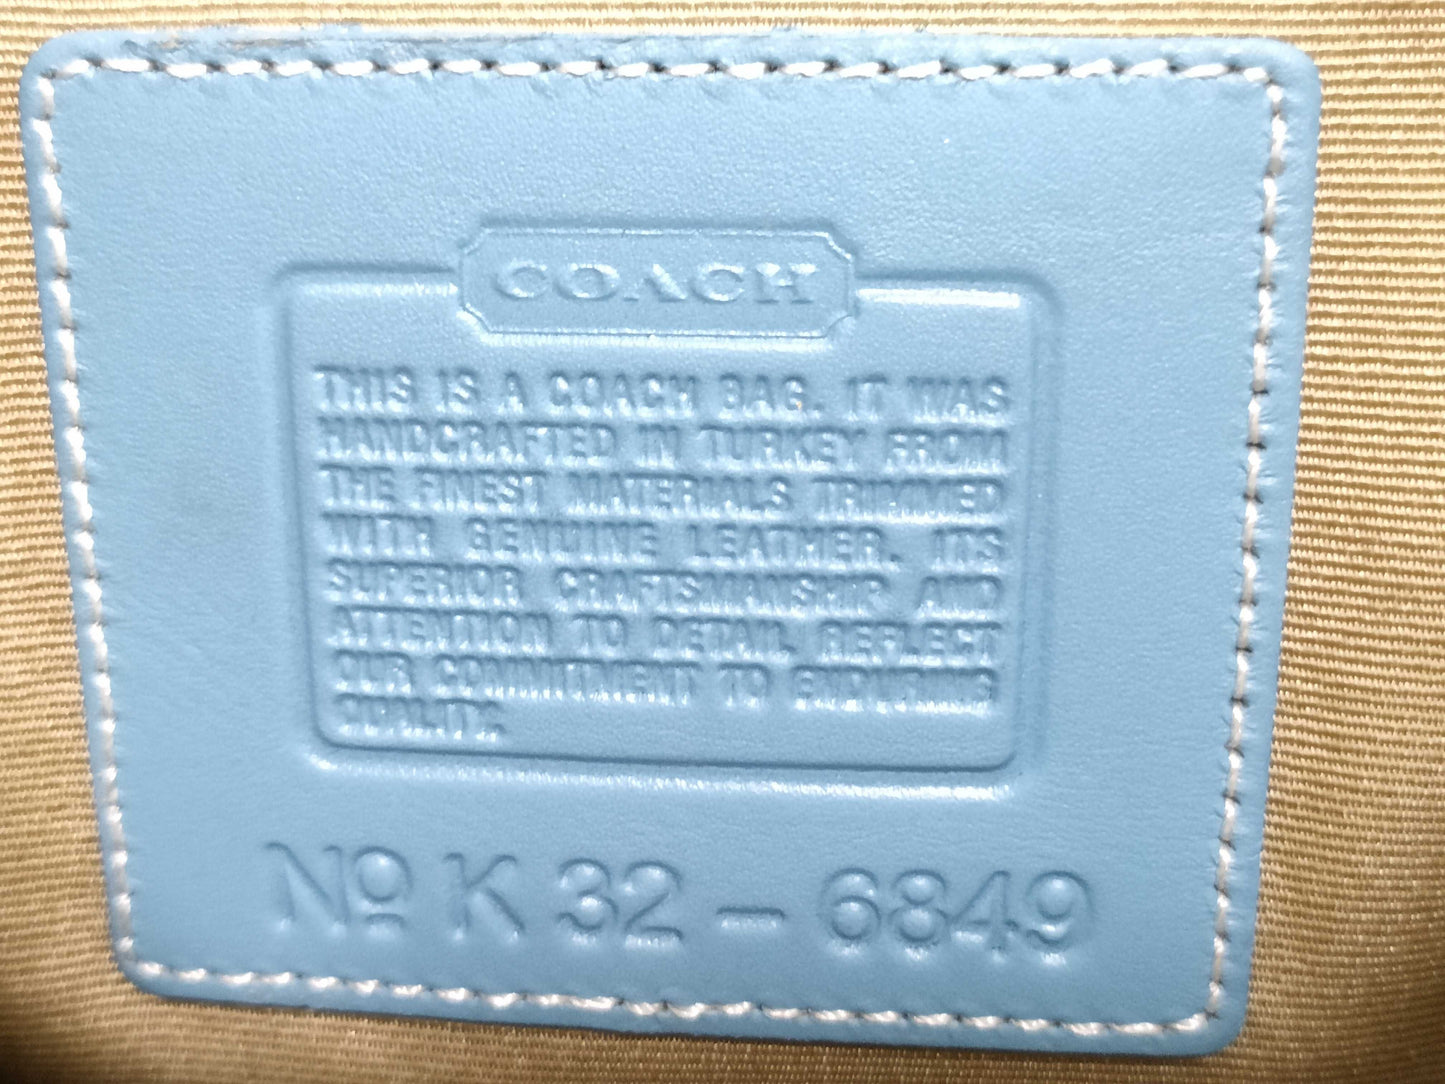 COACH
THIS IS A COACH BAG. IT WAS
HANDCRAFTED IN TURKEY FROM
THE FINEST MATERIALS TRIMMED
WITH GENUINE LEATHER. ITS
SUPERIOR CRAFTSMANSHIP AND
ATTENTION TO DETAIL REFLECT
OUR COMMITMENT TO ENDURING
QUALITY.
Nº K32-6849